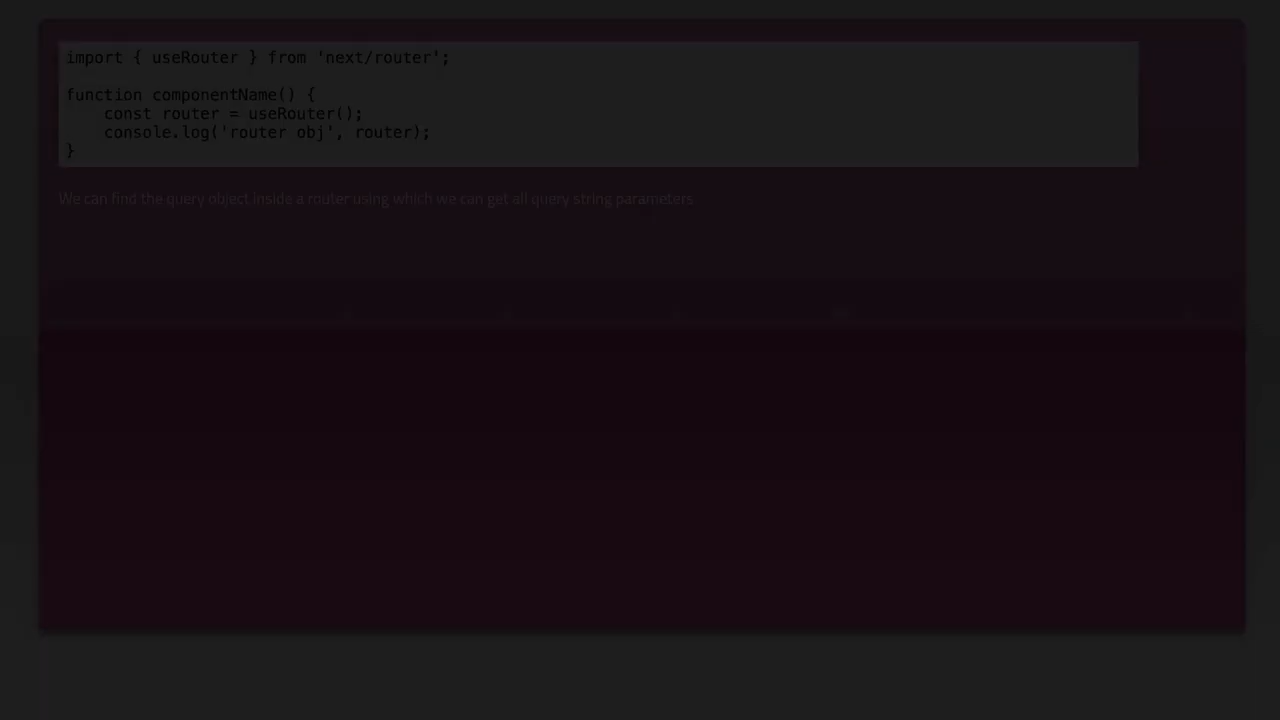 import { useRouter } from 'next/router';
function componentName() {
    const router = useRouter();
    console.log('router obj', router);
}
We can find the query object inside a router using which we can get all query string parameters